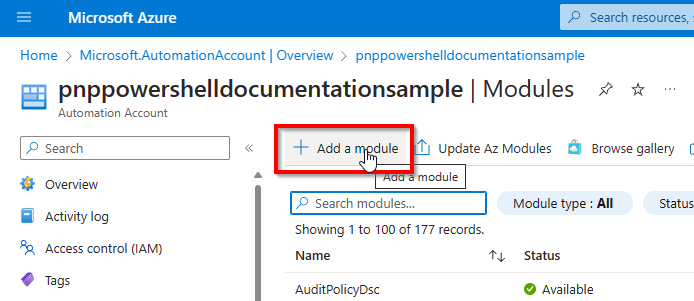 Microsoft Azure
Search resources, s
Home > Microsoft.AutomationAccount | Overview > pnppowershelldocumentationsample
pnppowershelldocumentationsample | Modules
Automation Account
Search
Add a module
Update Az Modules
Browse gallery
Add a module
Overview
Search modules...
Module type : All
Status
Activity log
Showing 1 to 100 of 177 records.
Access control (IAM)
Name
Status
Tags
AuditPolicyDsc
Available